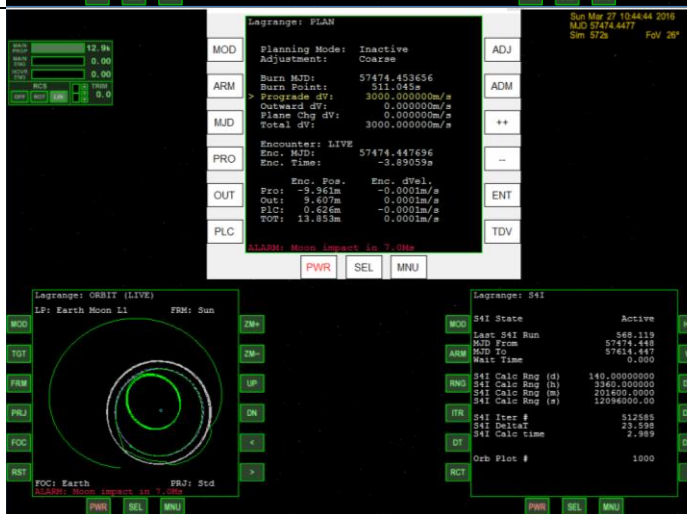 Sun Mar 27 10:44:44 2016
MJD 57474.4477
Sim 572s FoV 26°
MAIN PROP 12.9k
MAIN ENG 0.00
HOVR ENG 0.00
RCS TRIM
OFF ROT LIN 0.0
Lagrange: PLAN
Planning Mode: Inactive
Adjustment: Coarse
Burn MJD: 57474.453656
Burn Point: 511.045s
> Prograde dV: 3000.000000m/s
Outward dV: 0.000000m/s
Plane Chg dV: 0.000000m/s
Total dV: 3000.000000m/s
Encounter: LIVE
Enc. MJD: 57474.447696
Enc. Time: -3.89059s
Enc. Pos. Enc. dVel.
Pro: -9.961m -0.0001m/s
Out: 9.607m 0.0000m/s
PlC: 0.626m -0.0001m/s
TOT: 13.853m 0.0001m/s
ALARM: Moon impact in 7.0Ms
MOD
ARM
MJD
PRO
OUT
PLC
ADJ
ADM
++
--
ENT
TDV
PWR SEL MNU
Lagrange: ORBIT (LIVE)
LP: Earth Moon L1 FRM: Sun
FOC: Earth PRJ: Std
ALARM: Moon impact in 7.0Ms
MOD
TGT
FRM
PRJ
FOC
RST
ZM+
ZM-
UP
DN
<
>
PWR SEL MNU
Lagrange: S4I
S4I State Active
Last S4I Run 568.119
MJD From 57474.448
MJD To 57614.447
Wait Time 0.000
S4I Calc Rng (d) 140.00000000
S4I Calc Rng (h) 3360.000000
S4I Calc Rng (m) 201600.0000
S4I Calc Rng (s) 12096000.00
S4I Iter # 512585
S4I DeltaT 23.598
S4I Calc time 2.989
Orb Plot # 1000
MOD
ARM
RNG
ITR
DT
RCT
PWR SEL MNU